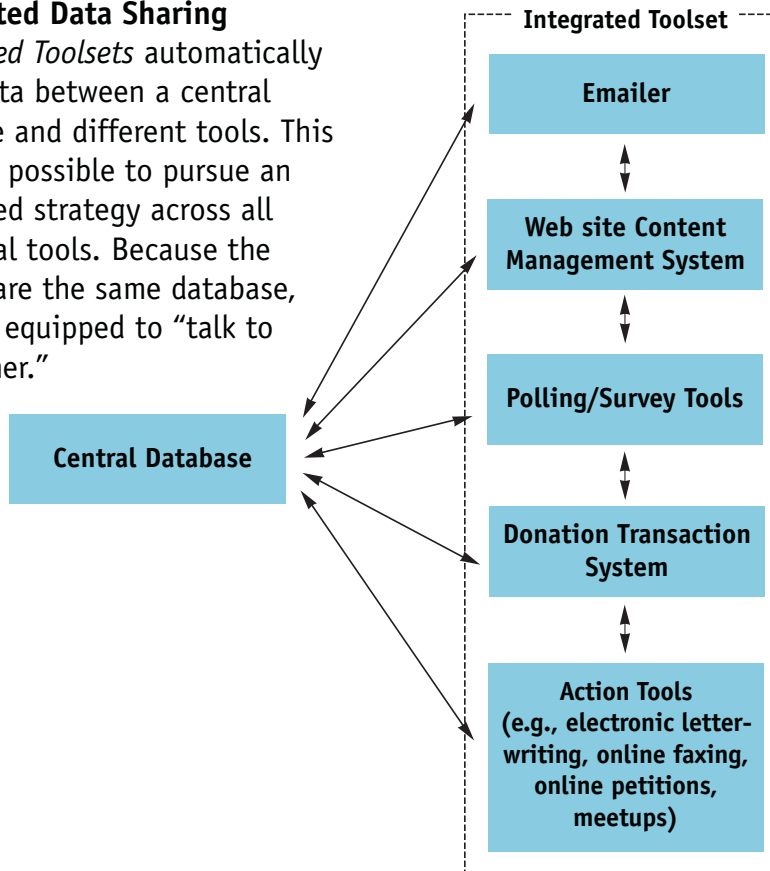 ted Data Sharing
ed Toolsets automatically
ta between a central
e and different tools. This
possible to pursue an
ed strategy across all
al tools. Because the
are the same database,
equipped to “talk to
her.”
Central Database
Integrated Toolset
Emailer
Web site Content
Management System
Polling/Survey Tools
Donation Transaction
System
Action Tools
(e.g., electronic letter-
writing, online faxing,
online petitions,
meetups)